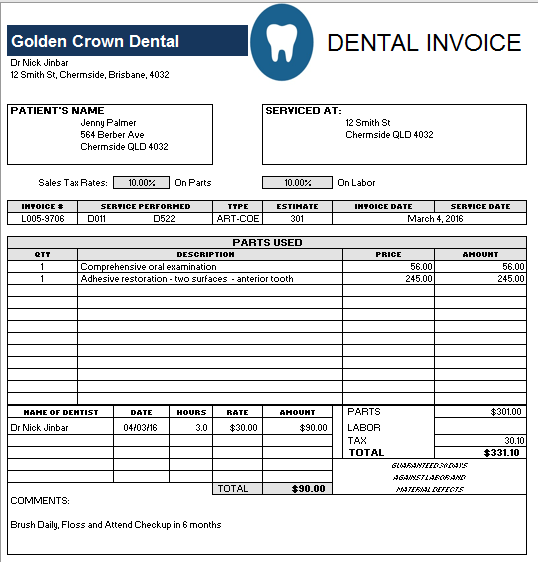 Golden Crown Dental
DENTAL INVOICE
Dr Nick Jinbar
12 Smith St, Chermside, Brisbane, 4032
PATIENT'S NAME
Jenny Palmer
564 Berber Ave
Chermside QLD 4032
SERVICED AT:
12 Smith St
Chermside QLD 4032
Sales Tax Rates: 10.00% On Parts 10.00% On Labor
INVOICE # SERVICE PERFORMED TYPE ESTIMATE INVOICE DATE SERVICE DATE
L005-9706 D011 D522 ART-COE 301 March 4, 2016
PARTS USED
QTY DESCRIPTION PRICE AMOUNT
1 Comprehensive oral examination 56.00 56.00
1 Adhesive restoration - two surfaces - anterior tooth 245.00 245.00
NAME OF DENTIST DATE HOURS RATE AMOUNT
Dr Nick Jinbar 04/03/16 3.0 $30.00 $90.00
TOTAL $90.00
PARTS $301.00
LABOR
TAX 30.10
TOTAL $331.10
GUARANTEED 30 DAYS
AGAINST LABOR AND
MATERIAL DEFECTS
COMMENTS:
Brush Daily, Floss and Attend Checkup in 6 months